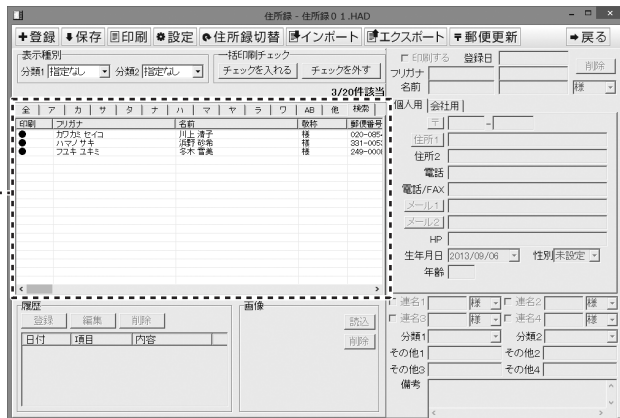 住所録 - 住所録０１.HAD
登録 保存 印刷 設定 住所録切替 インポート エクスポート 〒郵便更新 戻る
表示種別
分類1 指定なし 分類2 指定なし
一括印刷チェック
チェックを入れる チェックを外す
3/20件該当
全 ア カ サ タ ナ ハ マ ヤ ラ ワ AB 他 検索
印刷 フリガナ 名前 敬称 郵便番号
● カワカミ セイコ 川上 清子 様 020-085
● ハマノ サキ 浜野 砂希 様 331-005
● フユキ ユキミ 冬木 雪美 様 249-000
履歴
登録 編集 削除
日付 項目 内容
画像
読込
削除
印刷する 登録日
削除
フリガナ
名前 様
個人用 会社用
〒 -
住所1
住所2
電話
電話/FAX
メール1
メール2
HP
生年月日 2013/09/06 性別 未設定
年齢
連名1 様 連名2 様
連名3 様 連名4 様
分類1 分類2
その他1 その他2
その他3 その他4
備考